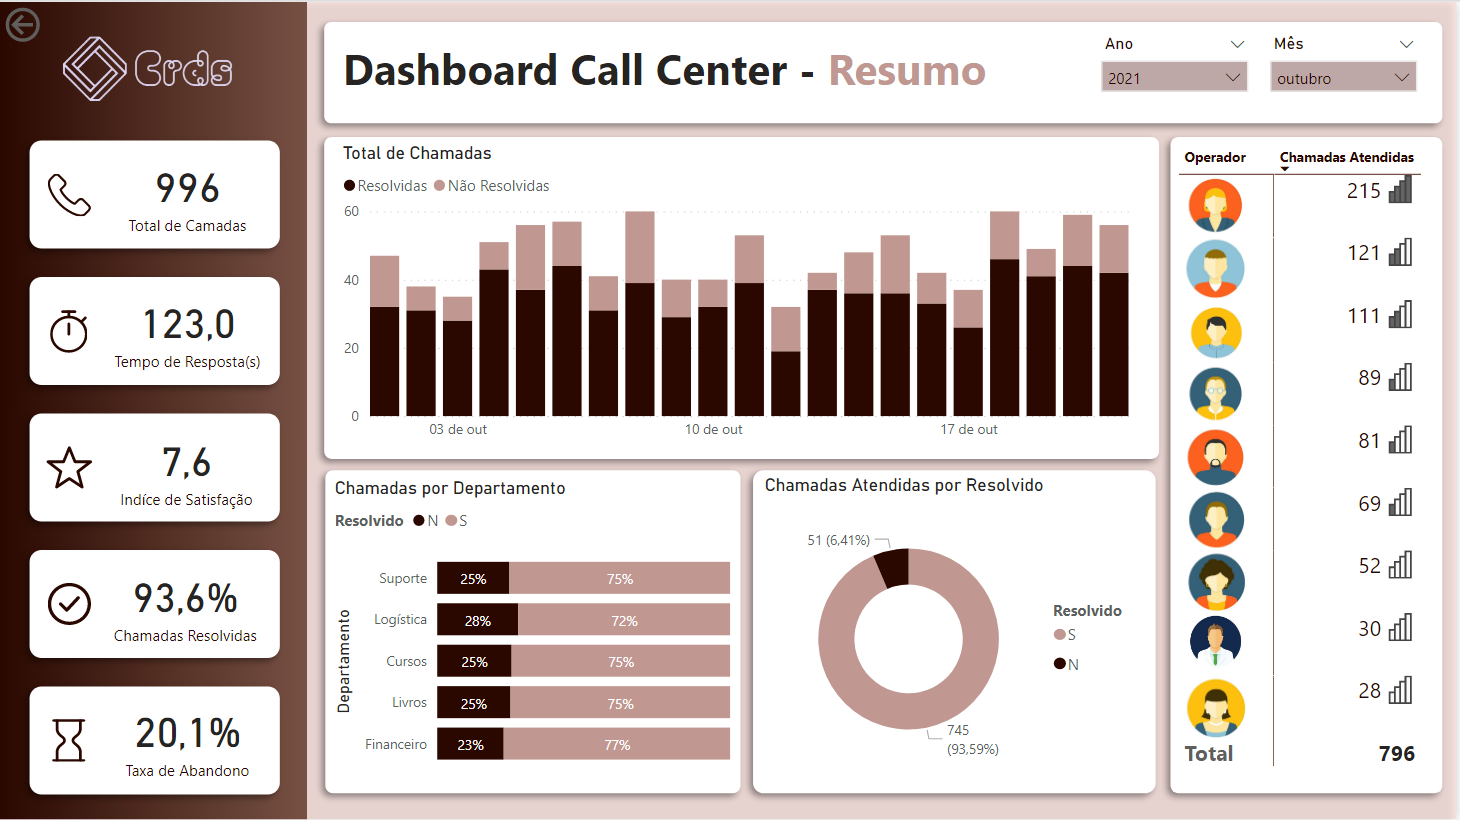 Crds
Dashboard Call Center - Resumo
Ano
2021
Mês
outubro
996
Total de Camadas
123,0
Tempo de Resposta(s)
7,6
Indíce de Satisfação
93,6%
Chamadas Resolvidas
20,1%
Taxa de Abandono
Total de Chamadas
Resolvidas Não Resolvidas
60
40
20
0
03 de out 10 de out 17 de out
Chamadas por Departamento
Resolvido N S
Departamento
Suporte 25% 75%
Logística 28% 72%
Cursos 25% 75%
Livros 25% 75%
Financeiro 23% 77%
Chamadas Atendidas por Resolvido
51 (6,41%)
745
(93,59%)
Resolvido
S
N
Operador Chamadas Atendidas
215
121
111
89
81
69
52
30
28
Total 796